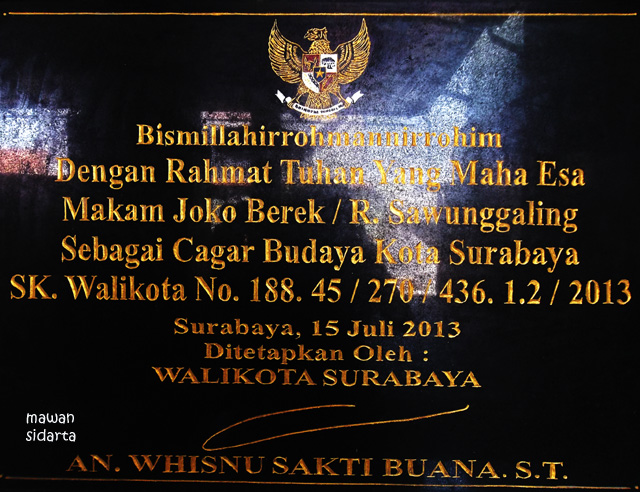 Bismillahirrohmannirrohim
Dengan Rahmat Tuhan Yang Maha Esa
Makam Joko Berek / R. Sawunggaling
Sebagai Cagar Budaya Kota Surabaya
SK. Walikota No. 188. 45 / 270 / 436. 1.2 / 2013
Surabaya, 15 Juli 2013
Ditetapkan Oleh :
WALIKOTA SURABAYA
mawan
sidarta
AN. WHISNU SAKTI BUANA. S.T.